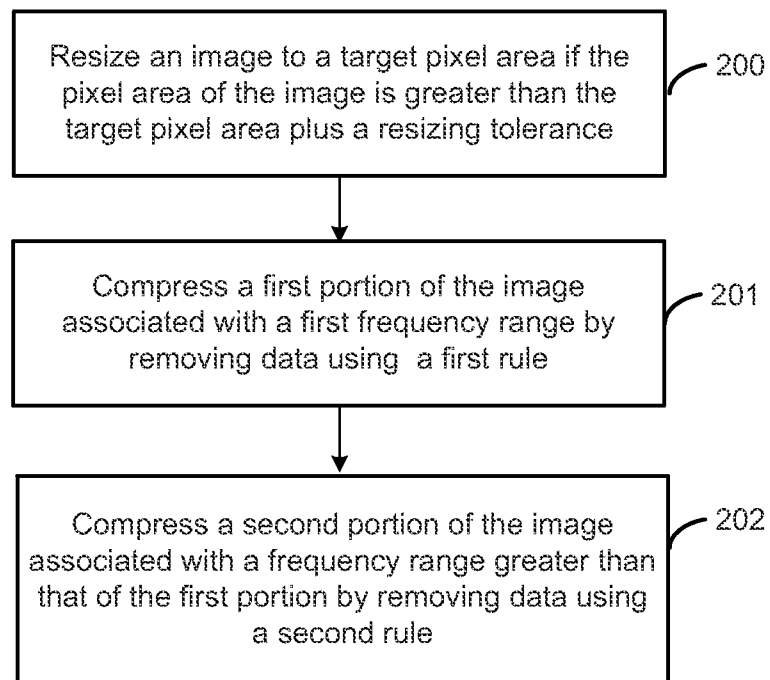 Resize an image to a target pixel area if the
pixel area of the image is greater than the
target pixel area plus a resizing tolerance
200
Compress a first portion of the image
associated with a first frequency range by
removing data using a first rule
201
Compress a second portion of the image
associated with a frequency range greater than
that of the first portion by removing data using
a second rule
202